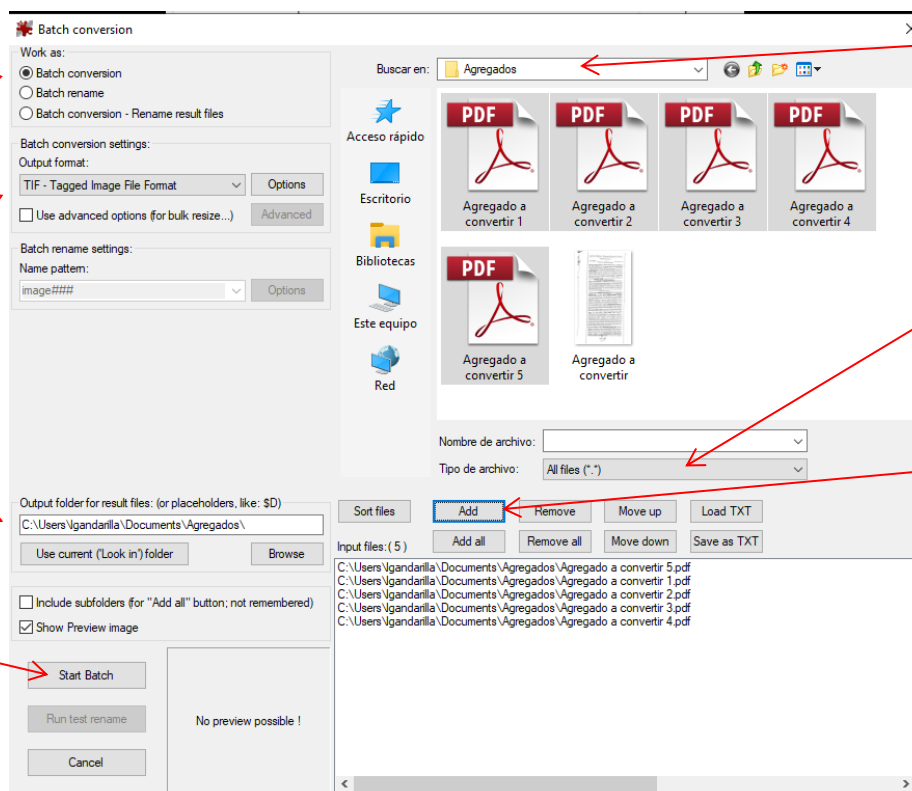 Batch conversion
Work as:
Batch conversion
Batch rename
Batch conversion - Rename result files
Batch conversion settings:
Output format:
TIF - Tagged Image File Format
Options
Use advanced options (for bulk resize...)
Advanced
Batch rename settings:
Name pattern:
image###
Options
Buscar en:
Agregados
Acceso rápido
Escritorio
Bibliotecas
Este equipo
Red
PDF
PDF
PDF
PDF
Agregado a
convertir 1
Agregado a
convertir 2
Agregado a
convertir 3
Agregado a
convertir 4
PDF
Agregado a
convertir 5
Agregado a
convertir
Nombre de archivo:
Tipo de archivo:
All files (*.*)
Output folder for result files: (or placeholders, like: $D)
C:\Users\lgandarilla\Documents\Agregados\
Use current ('Look in') folder
Browse
Include subfolders (for "Add all" button; not remembered)
Show Preview image
Start Batch
Run test rename
Cancel
No preview possible !
Sort files
Add
Remove
Move up
Load TXT
Input files: ( 5 )
Add all
Remove all
Move down
Save as TXT
C:\Users\lgandarilla\Documents\Agregados\Agregado a convertir 5.pdf
C:\Users\lgandarilla\Documents\Agregados\Agregado a convertir 1.pdf
C:\Users\lgandarilla\Documents\Agregados\Agregado a convertir 2.pdf
C:\Users\lgandarilla\Documents\Agregados\Agregado a convertir 3.pdf
C:\Users\lgandarilla\Documents\Agregados\Agregado a convertir 4.pdf